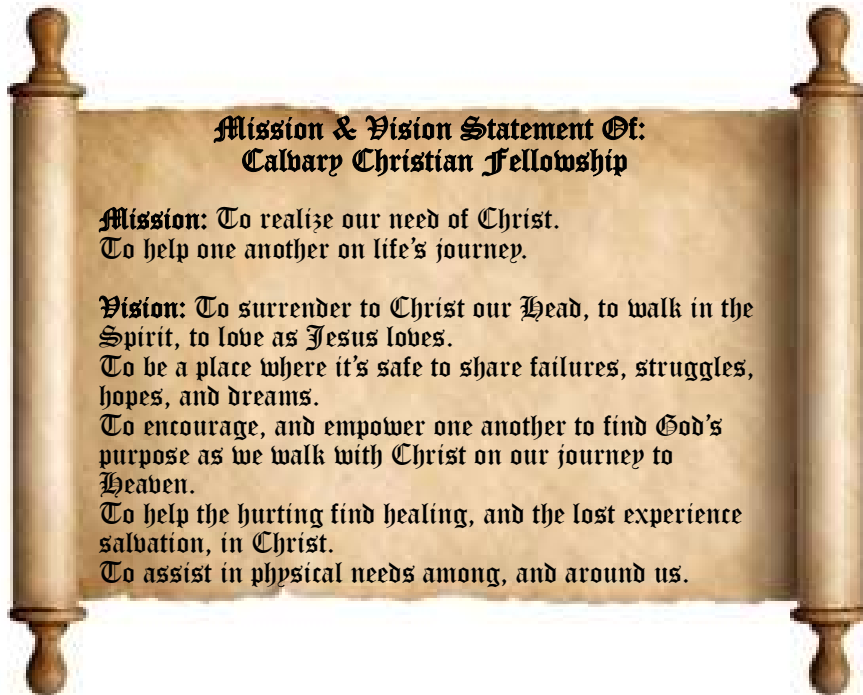 Mission & Vision Statement Of:
Calvary Christian Fellowship
Mission: To realize our need of Christ.
To help one another on life's journey.
Vision: To surrender to Christ our Head, to walk in the
Spirit, to love as Jesus loves.
To be a place where it's safe to share failures, struggles,
hopes, and dreams.
To encourage, and empower one another to find God's
purpose as we walk with Christ on our journey to
Heaven.
To help the hurting find healing, and the lost experience
salvation, in Christ.
To assist in physical needs among, and around us.